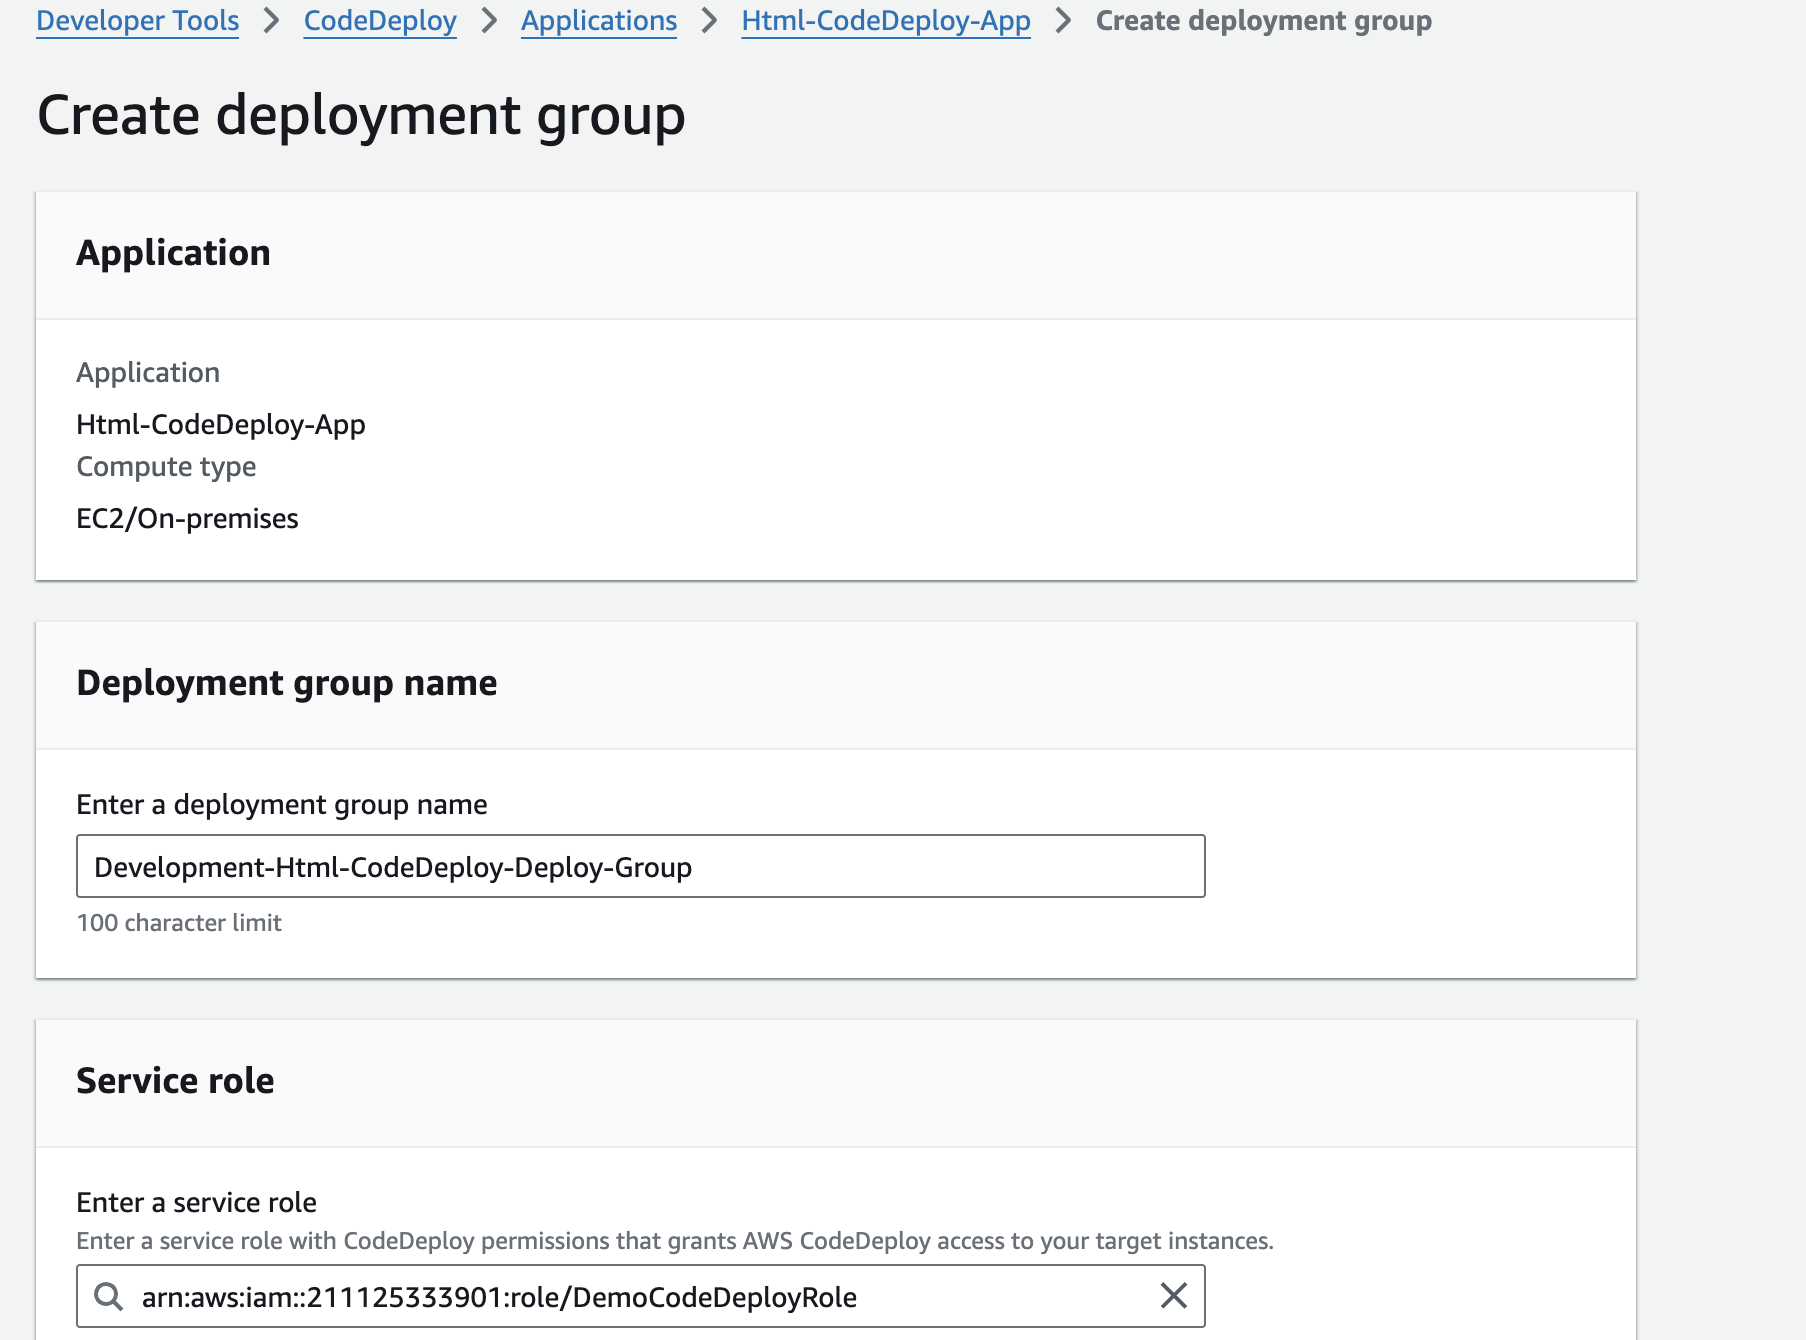 Developer Tools > CodeDeploy > Applications > Html-CodeDeploy-App > Create deployment group
Create deployment group
Application
Application
Html-CodeDeploy-App
Compute type
EC2/On-premises
Deployment group name
Enter a deployment group name
Development-Html-CodeDeploy-Deploy-Group
100 character limit
Service role
Enter a service role
Enter a service role with CodeDeploy permissions that grants AWS CodeDeploy access to your target instances.
arn:aws:iam::211125333901:role/DemoCodeDeployRole